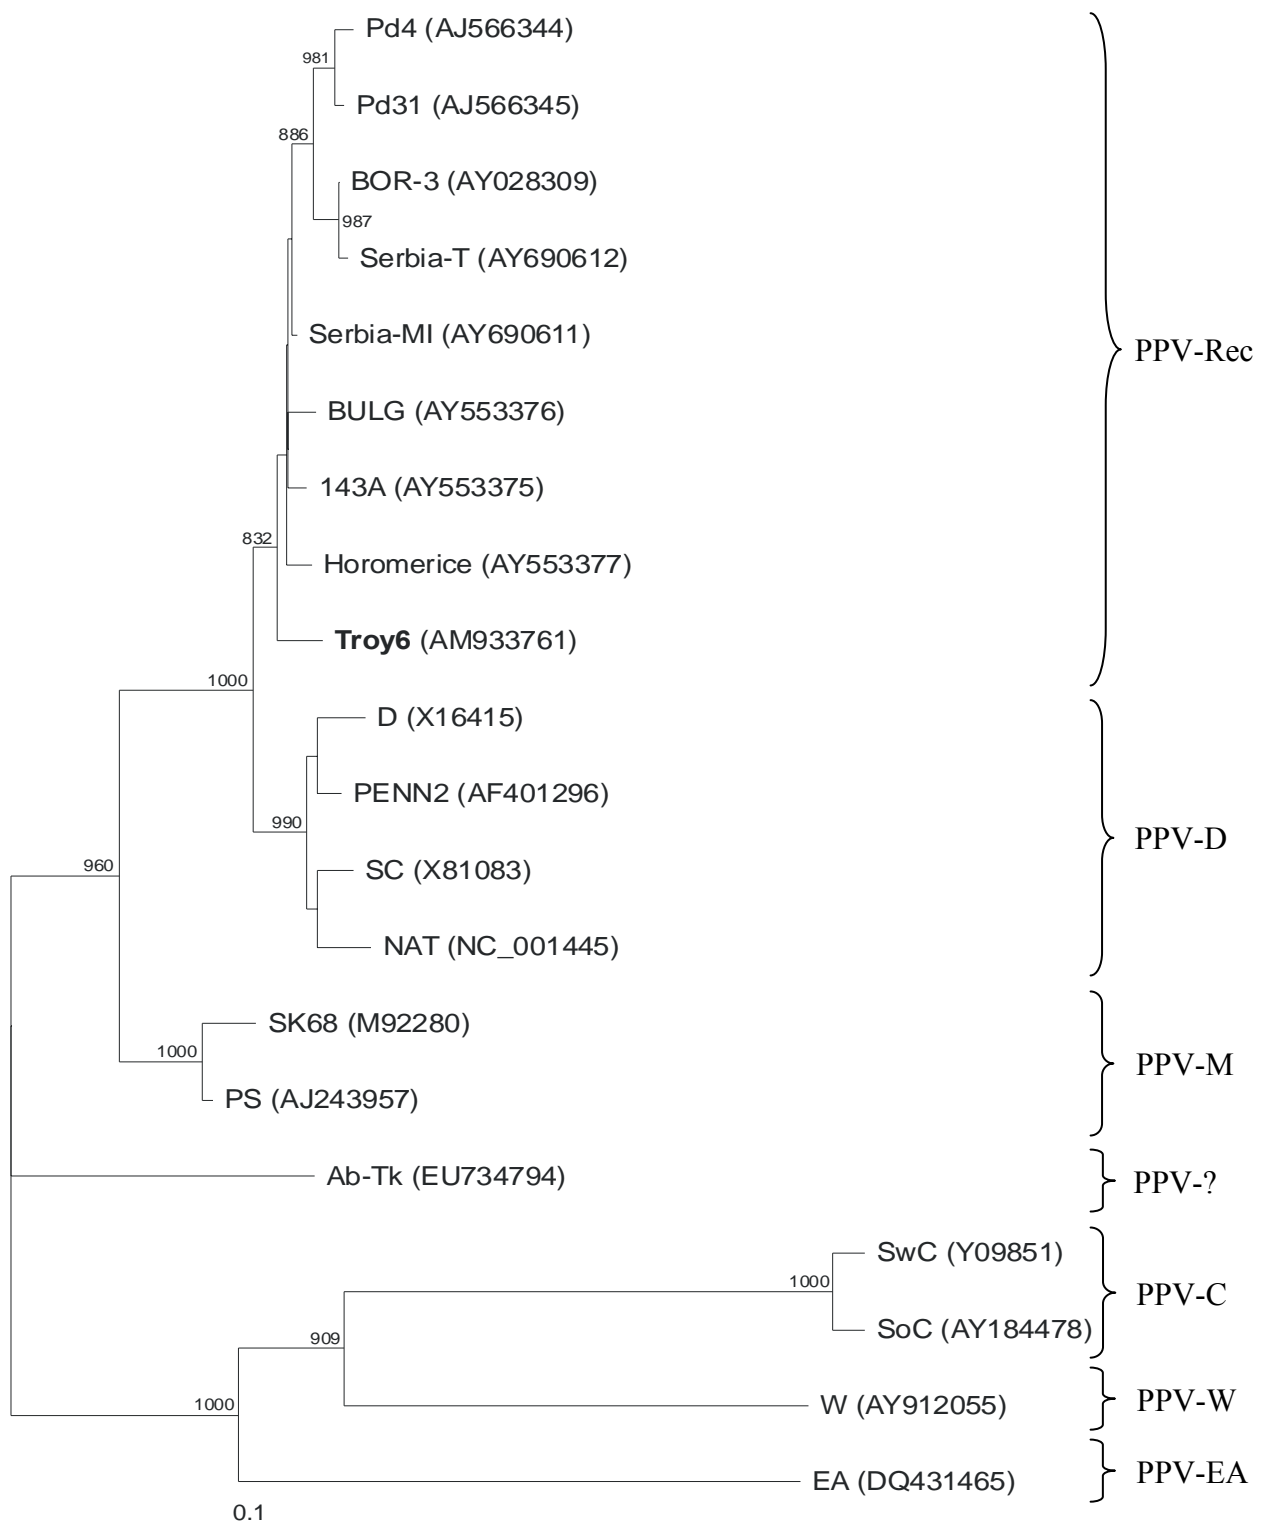 Pd4 (AJ566344)
981
Pd31 (AJ566345)
886
BOR-3 (AY028309)
987
Serbia-T (AY690612)
Serbia-MI (AY690611)
PPV-Rec
BULG (AY553376)
143A (AY553375)
832
Horomerice (AY553377)
Troy6 (AM933761)
1000
D (X16415)
PENN2 (AF401296)
990
PPV-D
960
SC (X81083)
NAT (NC_001445)
SK68 (M92280)
1000
PPV-M
PS (AJ243957)
Ab-Tk (EU734794)
PPV-?
SwC (Y09851)
1000
PPV-C
SoC (AY184478)
909
1000
W (AY912055)
PPV-W
EA (DQ431465)
PPV-EA
0.1